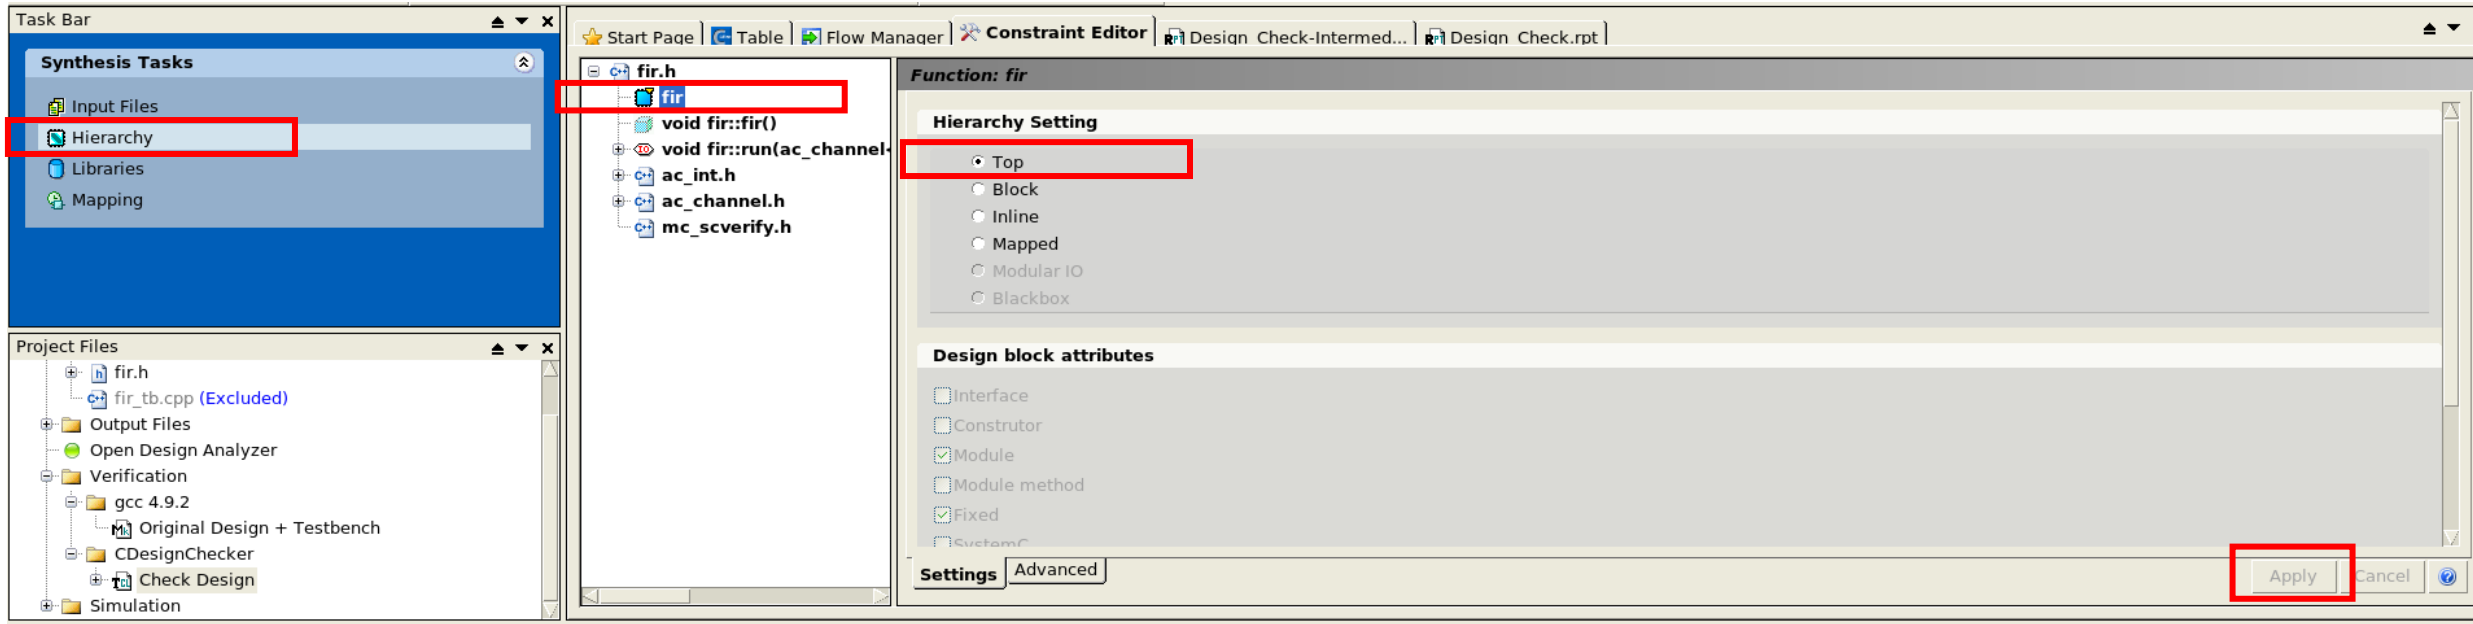 Task Bar
Synthesis Tasks
Input Files
Hierarchy
Libraries
Mapping
Project Files
fir.h
fir_tb.cpp (Excluded)
Output Files
Open Design Analyzer
Verification
gcc 4.9.2
Original Design + Testbench
CDesignChecker
Check Design
Simulation
Start Page
Table
Flow Manager
Constraint Editor
Design_Check-Intermed...
Design_Check.rpt
fir.h
fir
void fir::fir()
void fir::run(ac_channel<
ac_int.h
ac_channel.h
mc_scverify.h
Function: fir
Hierarchy Setting
Top
Block
Inline
Mapped
Modular IO
Blackbox
Design block attributes
Interface
Construtor
Module
Module method
Fixed
SystemC
Settings
Advanced
Apply
Cancel